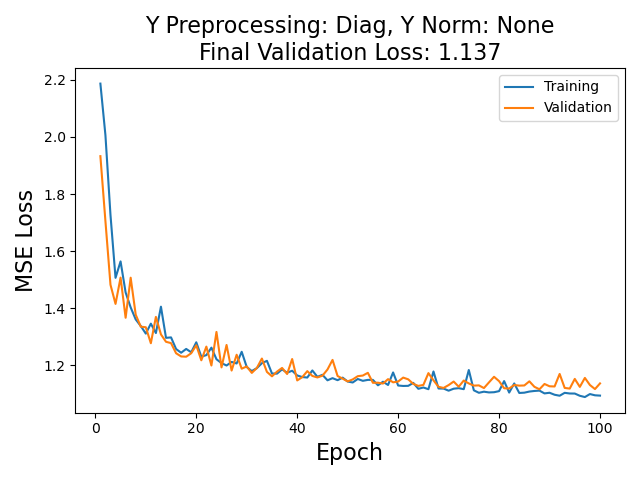 Y Preprocessing: Diag, Y Norm: None
Final Validation Loss: 1.137
Training
Validation
MSE Loss
2.2
2.0
1.8
1.6
1.4
1.2
0
20
40
60
80
100
Epoch